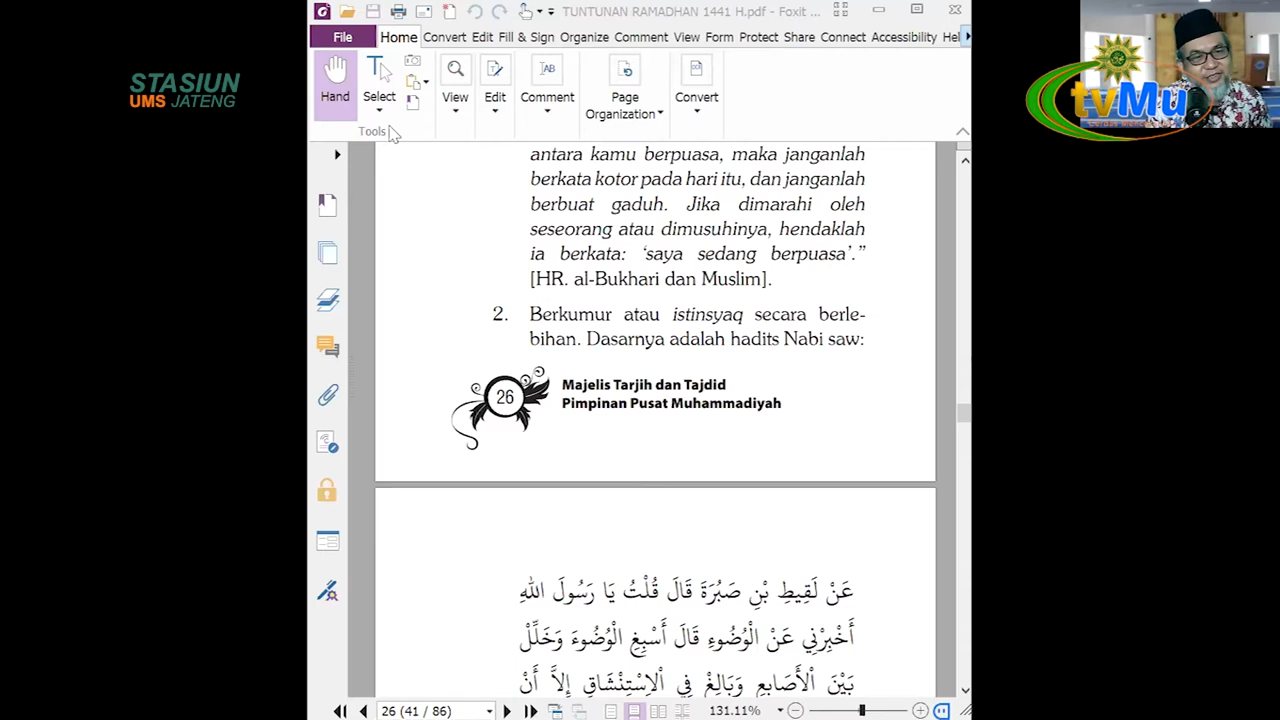 TUNTUNAN RAMADHAN 1441 H.pdf - Foxit ...
File Home Convert Edit Fill & Sign Organize Comment View Form Protect Share Connect Accessibility Hel
STASIUN
UMS JATENG
tvMu
Hand Select View Edit Comment Page Organization Convert
Tools
antara kamu berpuasa, maka janganlah
berkata kotor pada hari itu, dan janganlah
berbuat gaduh. Jika dimarahi oleh
seseorang atau dimusuhinya, hendaklah
ia berkata: ‘saya sedang berpuasa’.”
[HR. al-Bukhari dan Muslim].
2. Berkumur atau istinsyaq secara berle-
bihan. Dasarnya adalah hadits Nabi saw:
26
Majelis Tarjih dan Tajdid
Pimpinan Pusat Muhammadiyah
عَنْ لَقِيطِ بْنِ صَبُرَةَ قَالَ قُلْتُ يَا رَسُولَ اللهِ
أَخْبِرْنِي عَنْ الْوُضُوءِ قَالَ أَسْبِغِ الْوُضُوءَ وَخَلِّلْ
بَيْنَ الْأَصَابِعِ وَبَالِغْ فِي الْاِسْتِنْشَاقِ إِلاَّ أَنْ
26 (41 / 86) 131.11%